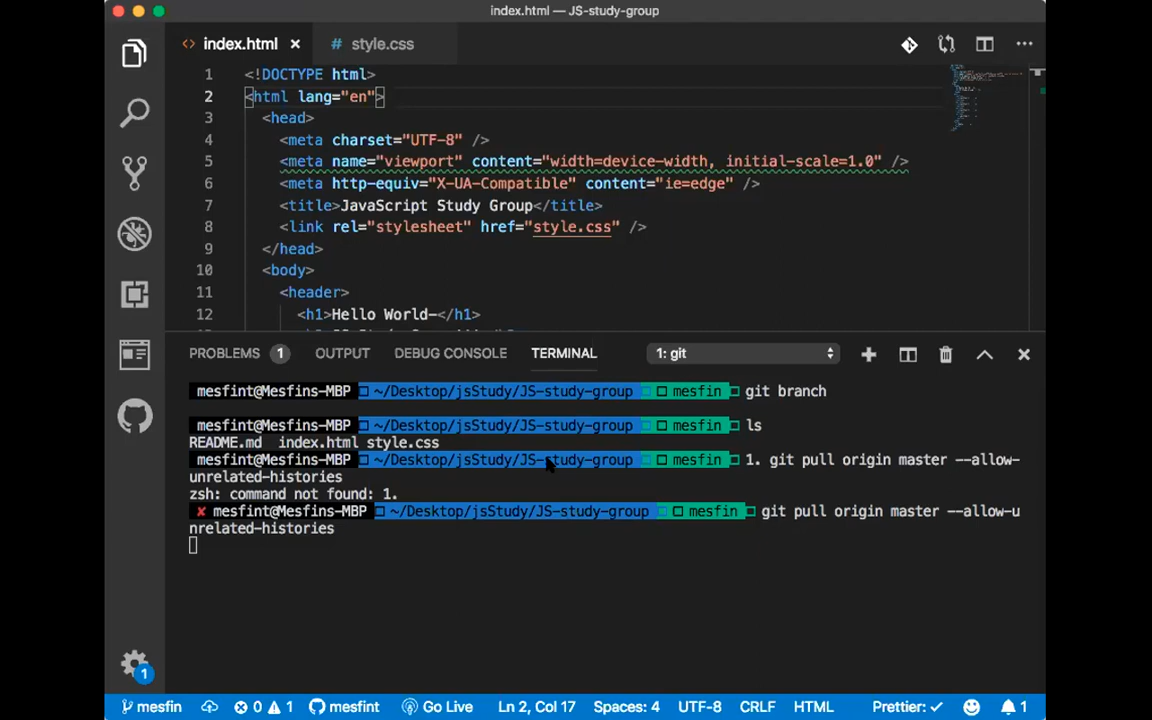 index.html — JS-study-group
<> index.html ×
# style.css
1 <!DOCTYPE html>
2 <html lang="en">
3 <head>
4 <meta charset="UTF-8" />
5 <meta name="viewport" content="width=device-width, initial-scale=1.0" />
6 <meta http-equiv="X-UA-Compatible" content="ie=edge" />
7 <title>JavaScript Study Group</title>
8 <link rel="stylesheet" href="style.css" />
9 </head>
10 <body>
11 <header>
12 <h1>Hello World-</h1>
PROBLEMS 1 OUTPUT DEBUG CONSOLE TERMINAL 1: git
mesfint@Mesfins-MBP ~/Desktop/jsStudy/JS-study-group mesfin git branch
mesfint@Mesfins-MBP ~/Desktop/jsStudy/JS-study-group mesfin ls
README.md index.html style.css
mesfint@Mesfins-MBP ~/Desktop/jsStudy/JS-study-group mesfin 1. git pull origin master --allow-
unrelated-histories
zsh: command not found: 1.
✘ mesfint@Mesfins-MBP ~/Desktop/jsStudy/JS-study-group mesfin git pull origin master --allow-u
nrelated-histories
1
mesfin 0 1 mesfint Go Live Ln 2, Col 17 Spaces: 4 UTF-8 CRLF HTML Prettier: ✓ 1